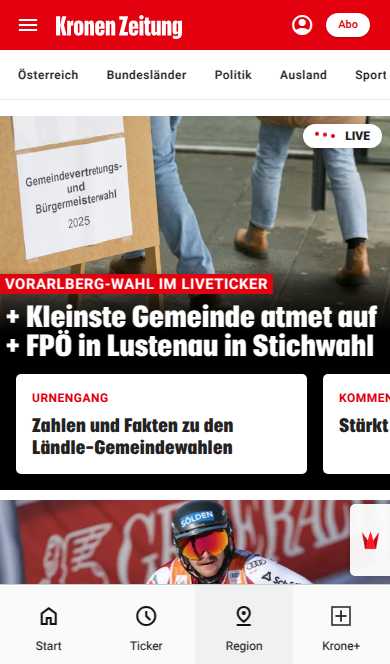 Kronen Zeitung
Abo
Österreich Bundesländer Politik Ausland Sport
Gemeindevertretungs-
und
Bürgermeisterwahl
2025
LIVE
VORARLBERG-WAHL IM LIVETICKER
+ Kleinste Gemeinde atmet auf
+ FPÖ in Lustenau in Stichwahl
URNENGANG
Zahlen und Fakten zu den
Ländle-Gemeindewahlen
KOMMEN
Stärkt
GENERAL
SÖLDEN
Start Ticker Region Krone+